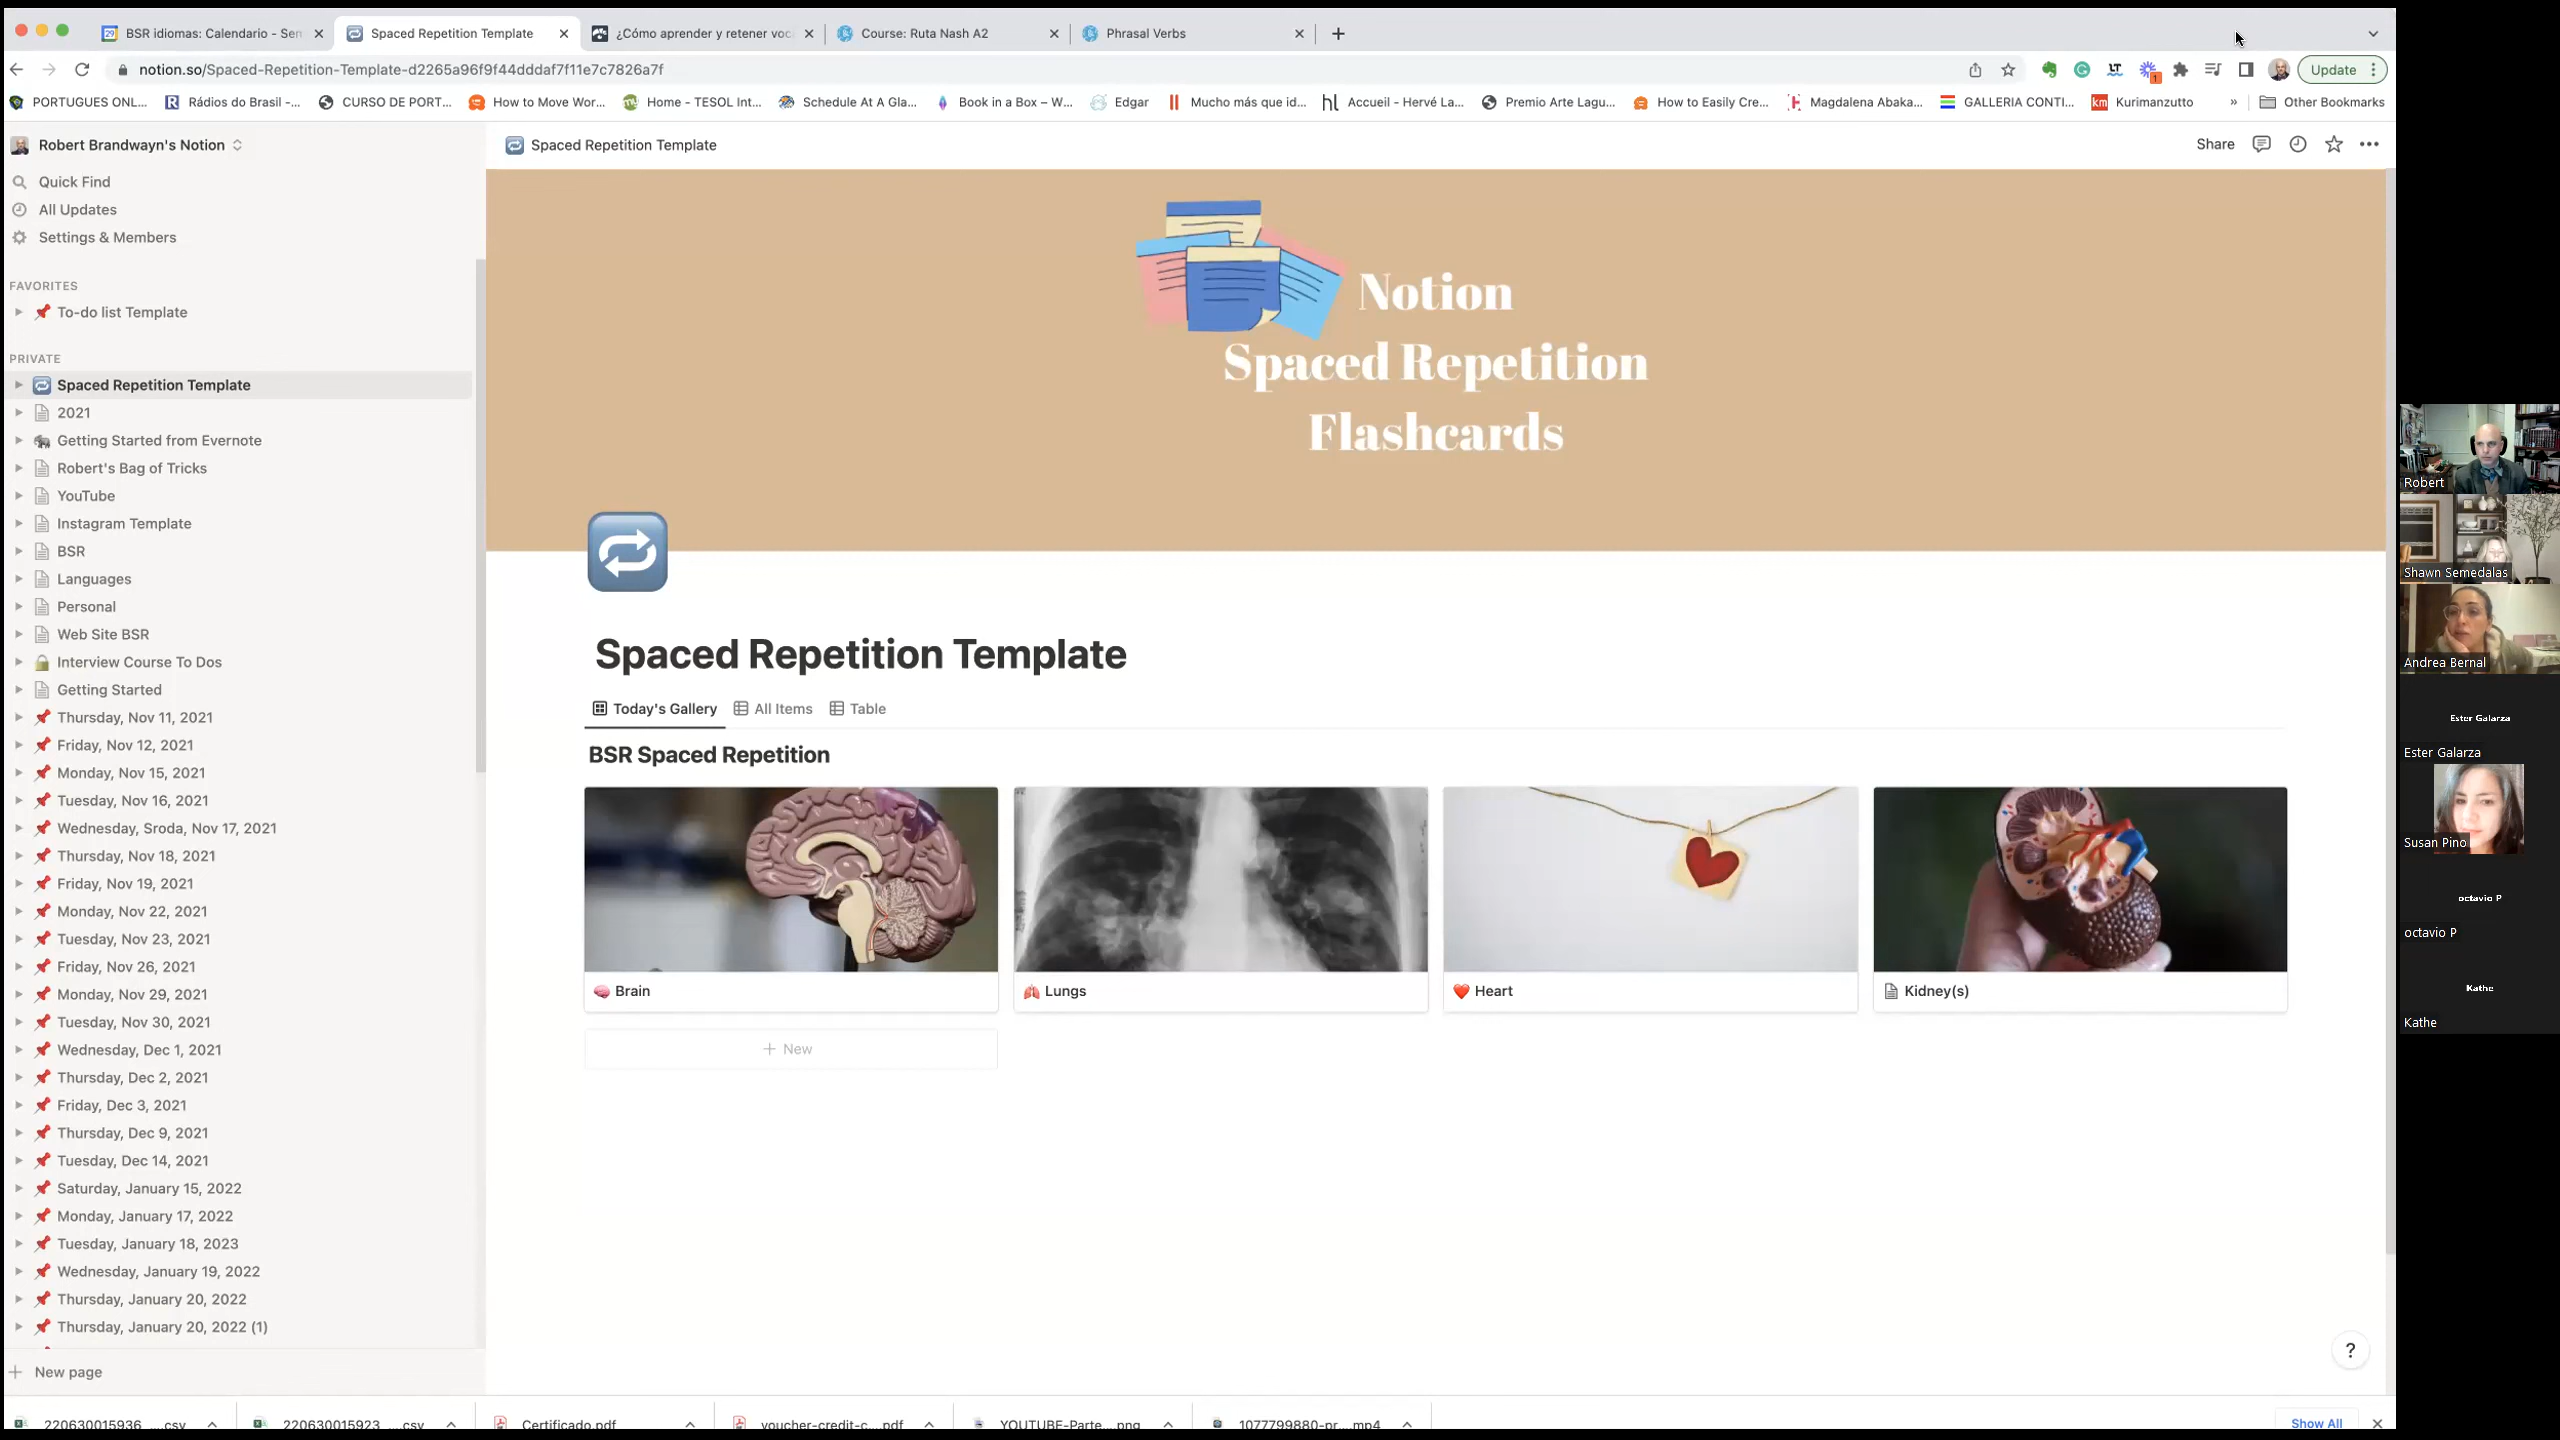 BSR idiomas: Calendario - Sen
Spaced Repetition Template
¿Cómo aprender y retener voc
Course: Ruta Nash A2
Phrasal Verbs
notion.so/Spaced-Repetition-Template-d2265a96f9f44dddaf7f11e7c7826a7f
Update
PORTUGUES ONL...
Rádios do Brasil -...
CURSO DE PORT...
How to Move Wor...
Home - TESOL Int...
Schedule At A Gla...
Book in a Box – W...
Edgar
Mucho más que id...
Accueil - Hervé La...
Premio Arte Lagu...
How to Easily Cre...
Magdalena Abaka...
GALLERIA CONTI...
Kurimanzutto
»
Other Bookmarks
Robert Brandwayn's Notion
Quick Find
All Updates
Settings & Members
FAVORITES
To-do list Template
PRIVATE
Spaced Repetition Template
2021
Getting Started from Evernote
Robert's Bag of Tricks
YouTube
Instagram Template
BSR
Languages
Personal
Web Site BSR
Interview Course To Dos
Getting Started
Thursday, Nov 11, 2021
Friday, Nov 12, 2021
Monday, Nov 15, 2021
Tuesday, Nov 16, 2021
Wednesday, Sroda, Nov 17, 2021
Thursday, Nov 18, 2021
Friday, Nov 19, 2021
Monday, Nov 22, 2021
Tuesday, Nov 23, 2021
Friday, Nov 26, 2021
Monday, Nov 29, 2021
Tuesday, Nov 30, 2021
Wednesday, Dec 1, 2021
Thursday, Dec 2, 2021
Friday, Dec 3, 2021
Thursday, Dec 9, 2021
Tuesday, Dec 14, 2021
Saturday, January 15, 2022
Monday, January 17, 2022
Tuesday, January 18, 2023
Wednesday, January 19, 2022
Thursday, January 20, 2022
Thursday, January 20, 2022 (1)
New page
Spaced Repetition Template
Share
Notion
Spaced Repetition
Flashcards
Spaced Repetition Template
Today's Gallery
All Items
Table
BSR Spaced Repetition
Brain
Lungs
Heart
Kidney(s)
New
?
Robert
Shawn Semedalas
Andrea Bernal
Ester Galarza
Ester Galarza
Susan Pino
octavio P
octavio P
Kathe
Kathe
220630015936_....csv
220630015923_....csv
Certificado.pdf
voucher-credit-c....pdf
YOUTUBE-Parte....png
1077799880-pr....mp4
Show All